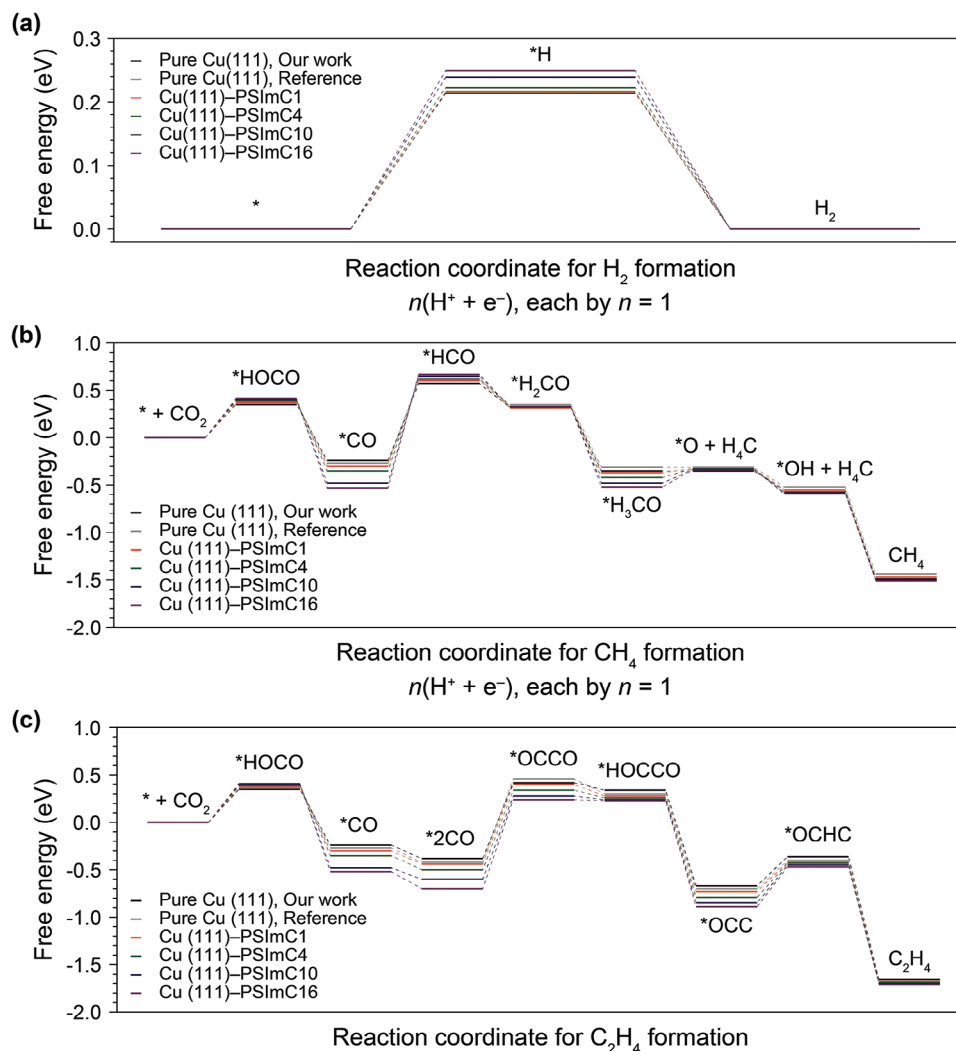 (a)
Free energy (eV)
0.3
0.2
0.1
0.0
Pure Cu(111), Our work
Pure Cu(111), Reference
Cu(111)–PSImC1
Cu(111)–PSImC4
Cu(111)–PSImC10
Cu(111)–PSImC16
*
*H
H₂
Reaction coordinate for H₂ formation
n(H⁺ + e⁻), each by n = 1
(b)
Free energy (eV)
1.0
0.5
0.0
-0.5
-1.0
-1.5
-2.0
* + CO₂
*HOCO
*CO
*HCO
*H₂CO
*H₃CO
*O + H₄C
*OH + H₄C
CH₄
Pure Cu (111), Our work
Pure Cu (111), Reference
Cu (111)–PSImC1
Cu (111)–PSImC4
Cu (111)–PSImC10
Cu (111)–PSImC16
Reaction coordinate for CH₄ formation
n(H⁺ + e⁻), each by n = 1
(c)
Free energy (eV)
1.0
0.5
0.0
-0.5
-1.0
-1.5
-2.0
* + CO₂
*HOCO
*CO
*2CO
*OCCO
*HOCCO
*OCC
*OCHC
C₂H₄
Pure Cu (111), Our work
Pure Cu (111), Reference
Cu (111)–PSImC1
Cu (111)–PSImC4
Cu (111)–PSImC10
Cu (111)–PSImC16
Reaction coordinate for C₂H₄ formation